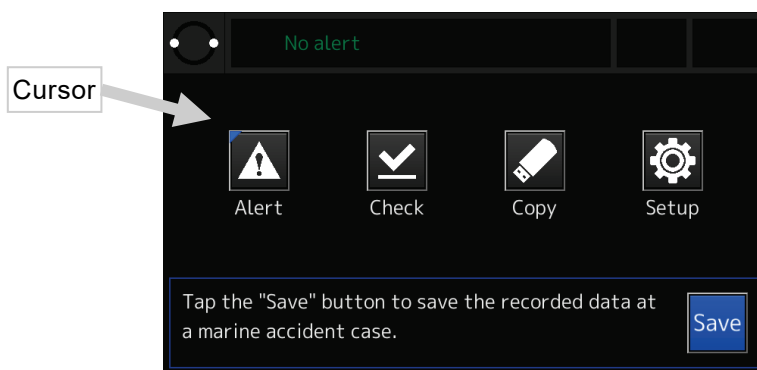 No alert
Cursor
Alert
Check
Copy
Setup
Tap the "Save" button to save the recorded data at
a marine accident case.
Save